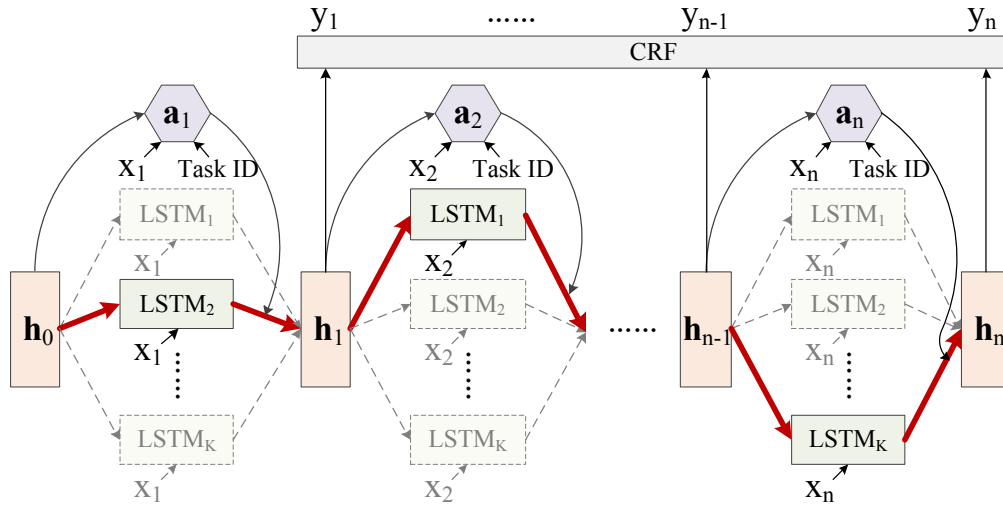 y1 ...... yn-1 yn
CRF
a1 a2 an
x1 Task ID x2 Task ID xn Task ID
LSTM1 LSTM1 LSTM1
x1 x2 xn
h0 LSTM2 h1 LSTM2 ...... hn-1 LSTM2 hn
x1 x2 xn
...... ...... ......
LSTMK LSTMK LSTMK
x1 x2 xn